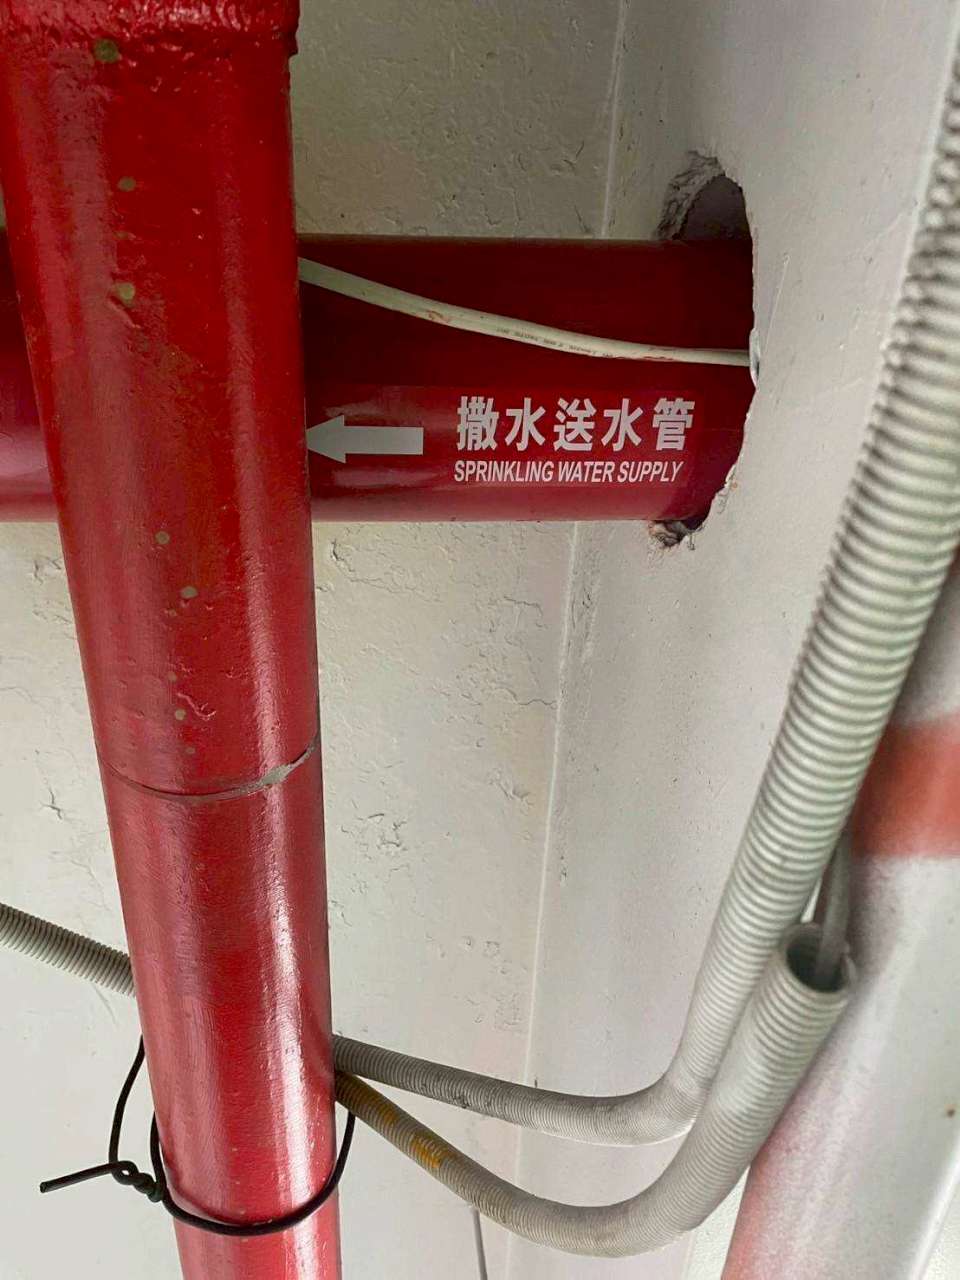 撒水送水管
SPRINKLING WATER SUPPLY